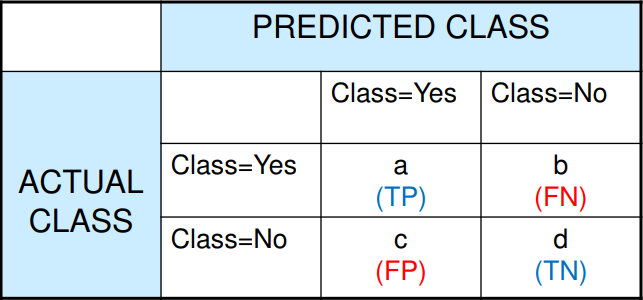 PREDICTED CLASS
Class=Yes Class=No
ACTUAL
CLASS
Class=Yes a b
(TP) (FN)
Class=No c d
(FP) (TN)